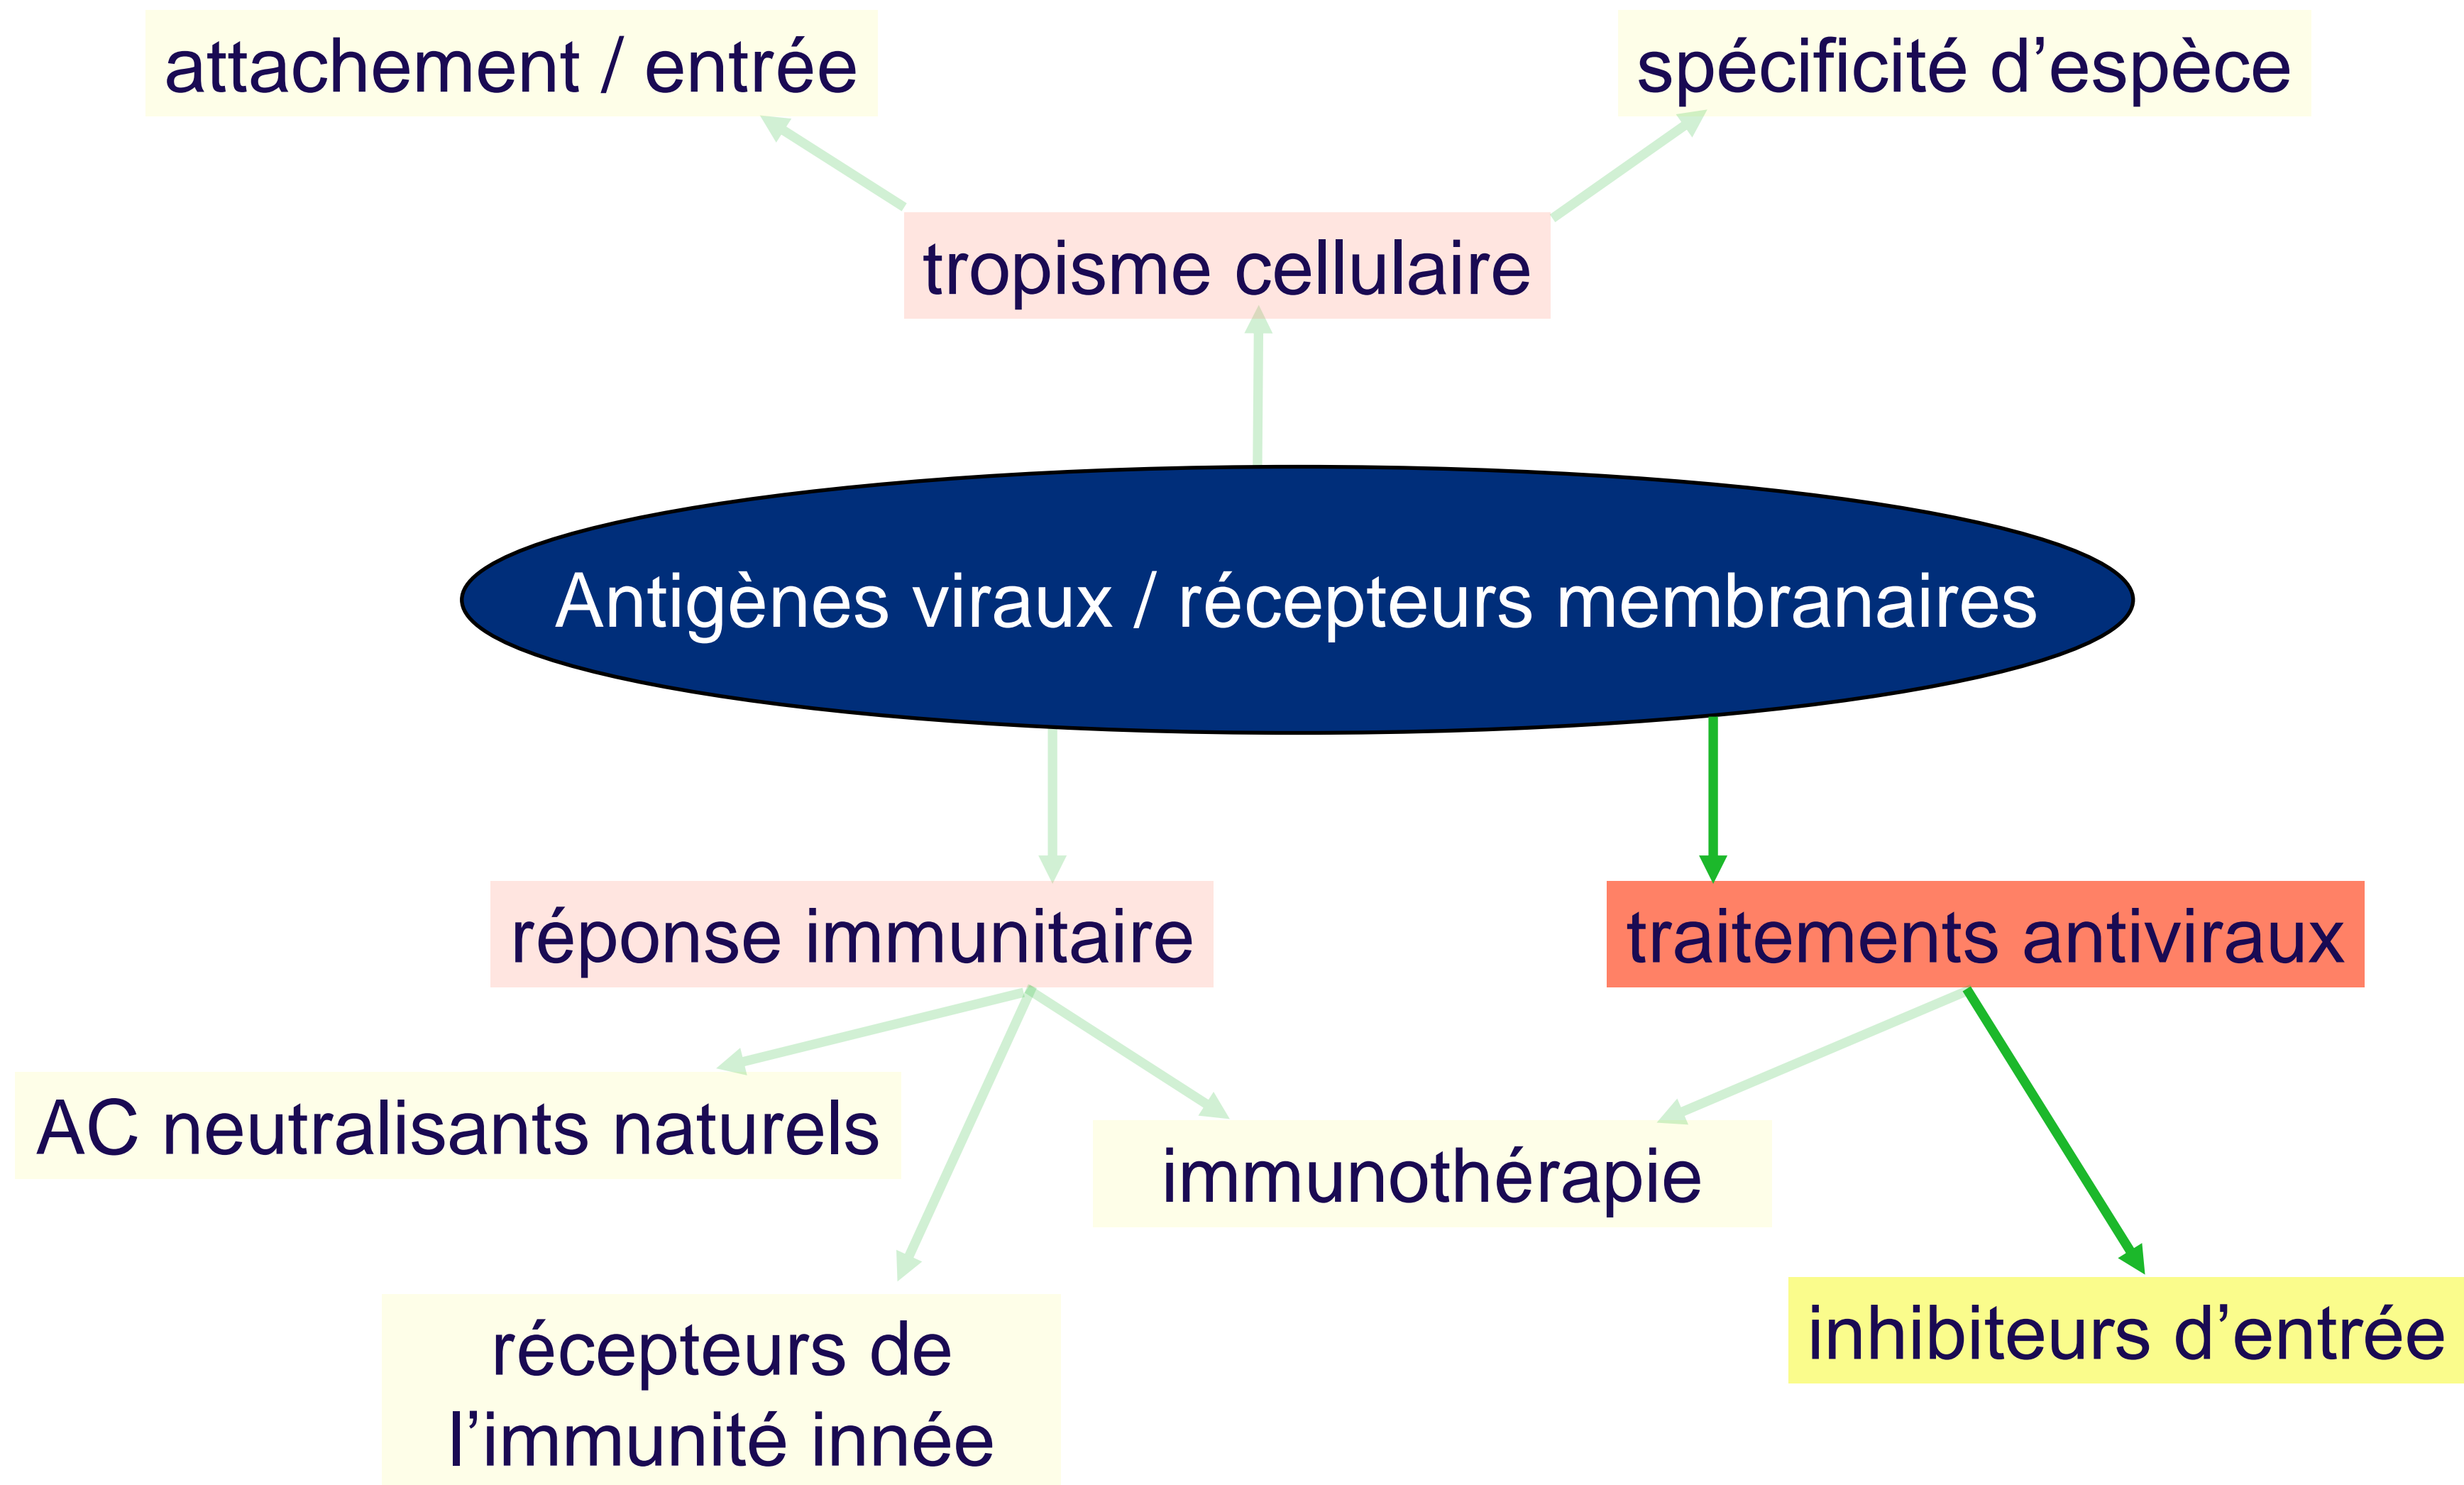 attachement / entrée
spécificité d’espèce
tropisme cellulaire
Antigènes viraux / récepteurs membranaires
réponse immunitaire
traitements antiviraux
AC neutralisants naturels
immunothérapie
récepteurs de
l’immunité innée
inhibiteurs d’entrée